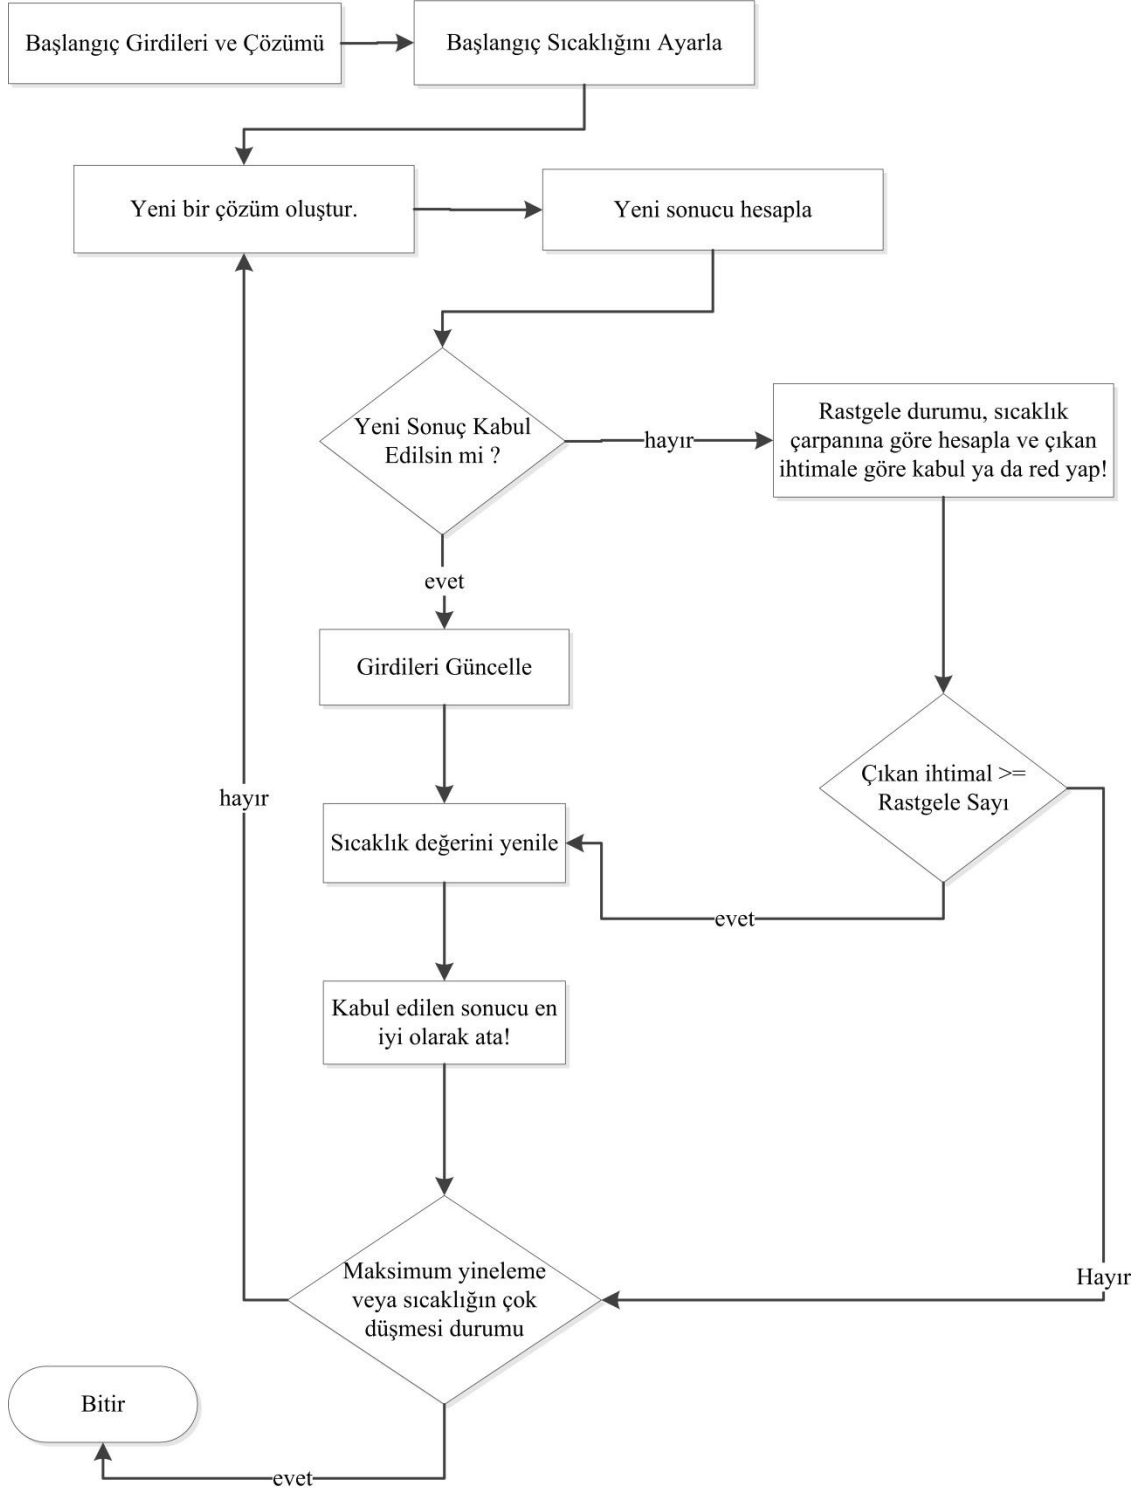 Başlangıç Girdileri ve Çözümü
Başlangıç Sıcaklığını Ayarla
Yeni bir çözüm oluştur.
Yeni sonucu hesapla
Yeni Sonuç Kabul
Edilsin mi ?
hayır
Rastgele durumu, sıcaklık
çarpanına göre hesapla ve çıkan
ihtimale göre kabul ya da red yap!
evet
Girdileri Güncelle
Çıkan ihtimal >=
Rastgele Sayı
hayır
Sıcaklık değerini yenile
evet
Kabul edilen sonucu en
iyi olarak ata!
Maksimum yineleme
veya sıcaklığın çok
düşmesi durumu
Hayır
Bitir
evet